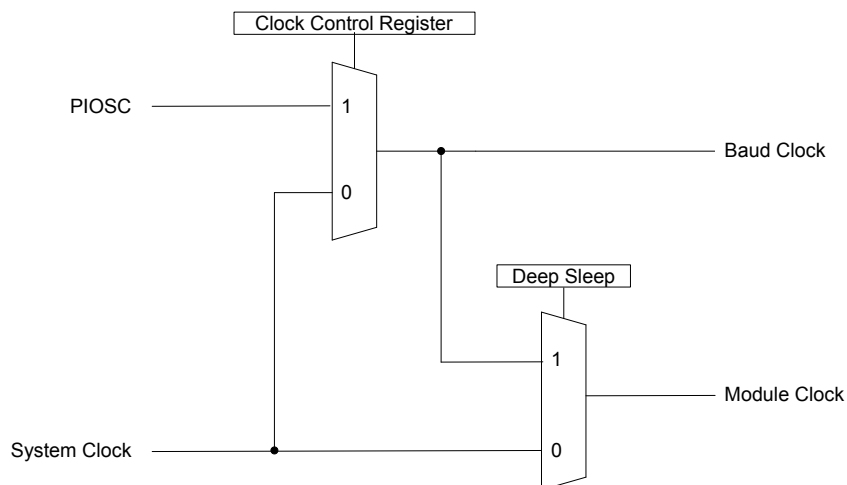 Clock Control Register
PIOSC
1
Baud Clock
0
Deep Sleep
1
Module Clock
System Clock
0